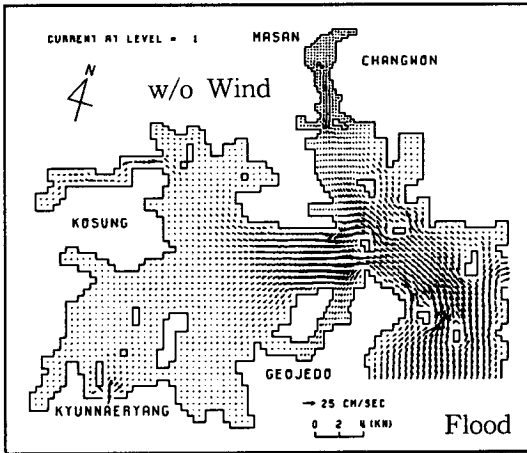 CURRENT AT LEVEL = 1
MASAN
CHANGWON
N
w/o Wind
KOSUNG
GEOJEDO
KYUNNAERYANG
25 CM/SEC
0 2 4 (KM)
Flood